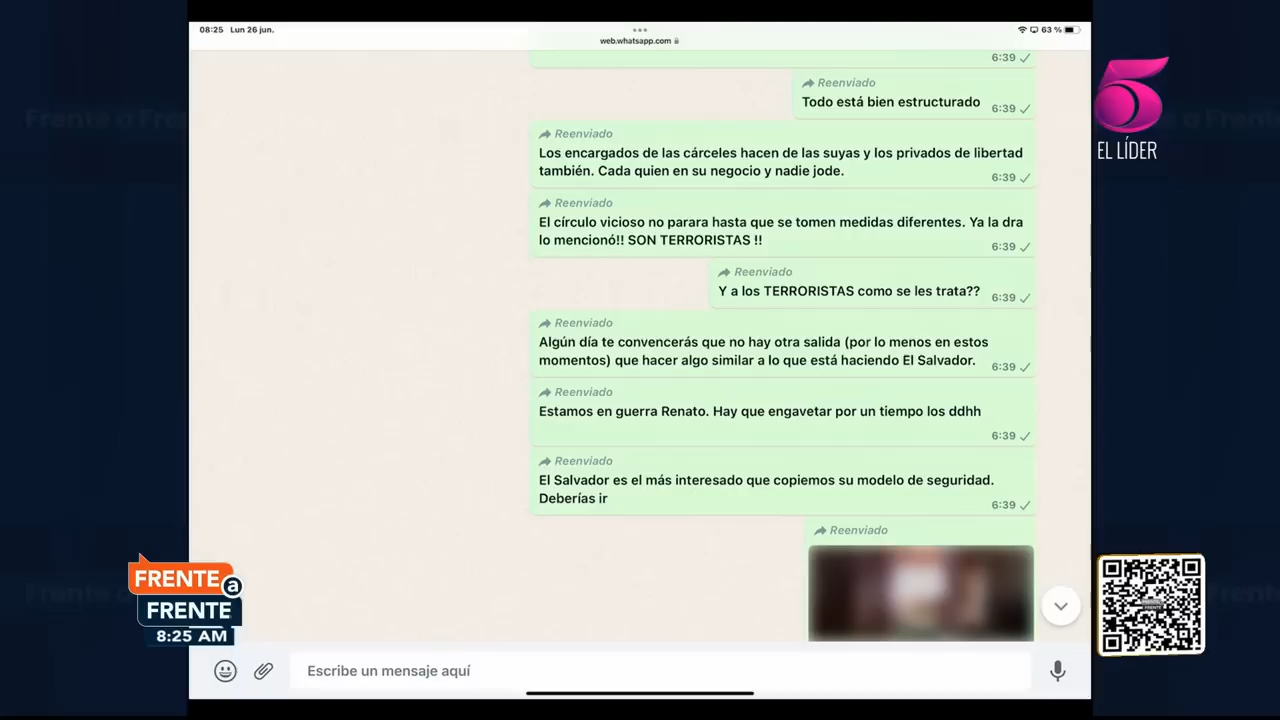 08:25 Lun 26 jun.
63 %
web.whatsapp.com
6:39
Reenviado
Todo está bien estructurado
6:39
Reenviado
Los encargados de las cárceles hacen de las suyas y los privados de libertad
también. Cada quien en su negocio y nadie jode.
6:39
Reenviado
El círculo vicioso no parara hasta que se tomen medidas diferentes. Ya la dra
lo mencionó!! SON TERRORISTAS !!
6:39
Reenviado
Y a los TERRORISTAS como se les trata??
6:39
Reenviado
Algún día te convencerás que no hay otra salida (por lo menos en estos
momentos) que hacer algo similar a lo que está haciendo El Salvador.
6:39
Reenviado
Estamos en guerra Renato. Hay que engavetar por un tiempo los ddhh
6:39
Reenviado
El Salvador es el más interesado que copiemos su modelo de seguridad.
Deberías ir
6:39
Reenviado
Escribe un mensaje aquí
5
EL LÍDER
FRENTE a
FRENTE
8:25 AM